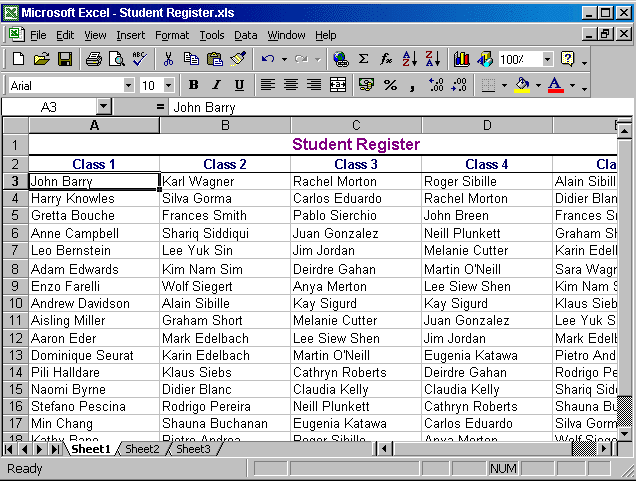 Microsoft Excel - Student Register.xls
File Edit View Insert Format Tools Data Window Help
100%
Arial 10 B I U
A3 = John Barry
A B C D E
1 Student Register
2 Class 1 Class 2 Class 3 Class 4 Cla
3 John Barry Karl Wagner Rachel Morton Roger Sibille Alain Sibill
4 Harry Knowles Silva Gorma Carlos Eduardo Rachel Morton Didier Blan
5 Gretta Bouche Frances Smith Pablo Sierchio John Breen Frances S
6 Anne Campbell Shariq Siddiqui Juan Gonzalez Neill Plunkett Graham Sh
7 Leo Bernstein Lee Yuk Sin Jim Jordan Melanie Cutter Karin Edell
8 Adam Edwards Kim Nam Sim Deirdre Gahan Martin O'Neill Sara Wagr
9 Enzo Farelli Wolf Siegert Anya Merton Lee Siew Shen Kim Nam S
10 Andrew Davidson Alain Sibille Kay Sigurd Kay Sigurd Klaus Sieb
11 Aisling Miller Graham Short Melanie Cutter Juan Gonzalez Lee Yuk S
12 Aaron Eder Mark Edelbach Lee Siew Shen Jim Jordan Mark Edel
13 Dominique Seurat Karin Edelbach Martin O'Neill Eugenia Katawa Pietro And
14 Pili Halldare Klaus Siebs Cathryn Roberts Deirdre Gahan Rodrigo Pe
15 Naomi Byrne Didier Blanc Claudia Kelly Claudia Kelly Shariq Sidd
16 Stefano Pescina Rodrigo Pereira Neill Plunkett Cathryn Roberts Shauna Bu
17 Min Chang Shauna Buchanan Eugenia Katawa Carlos Eduardo Silva Gorm
18 Kathy Bang Pietro Andrea Roger Sibille Anya Merton Wolf Sieger
Sheet1 Sheet2 Sheet3
Ready NUM